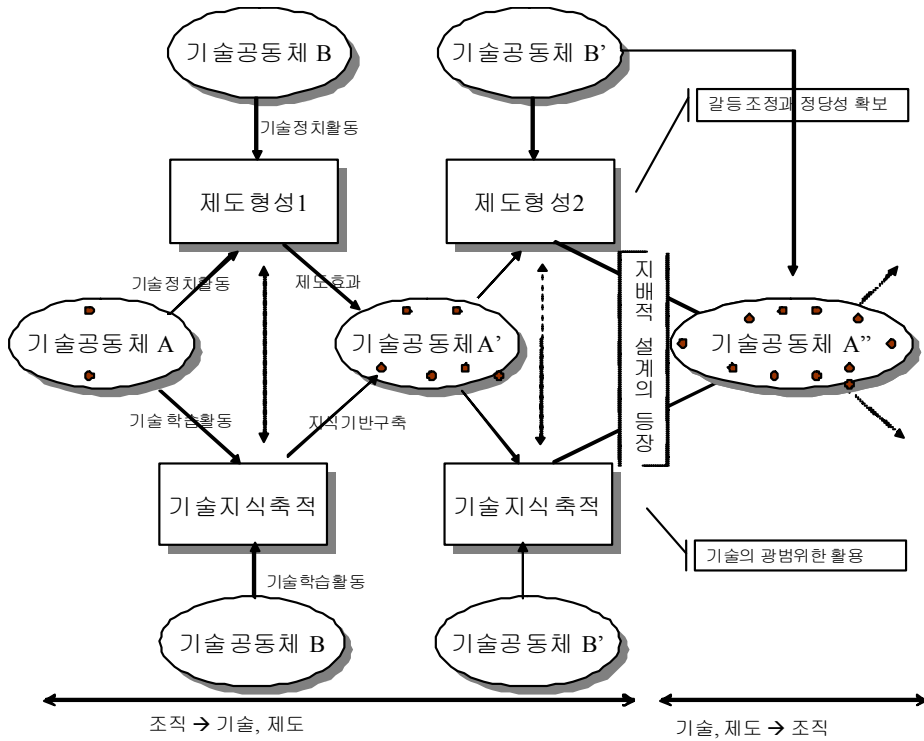 기술공동체 B
기술공동체 B’
갈등조정과 정당성 확보
기술정치활동
제도형성1
제도형성2
기술정치활동
제도효과
기술공동체 A
기술공동체A’
지배적 설계의 등장
기술공동체 A”
기술학습활동
지식기반구축
기술지식축적
기술지식축적
기술의 광범위한 활용
기술학습활동
기술공동체 B
기술공동체 B’
조직 → 기술, 제도
기술, 제도 → 조직